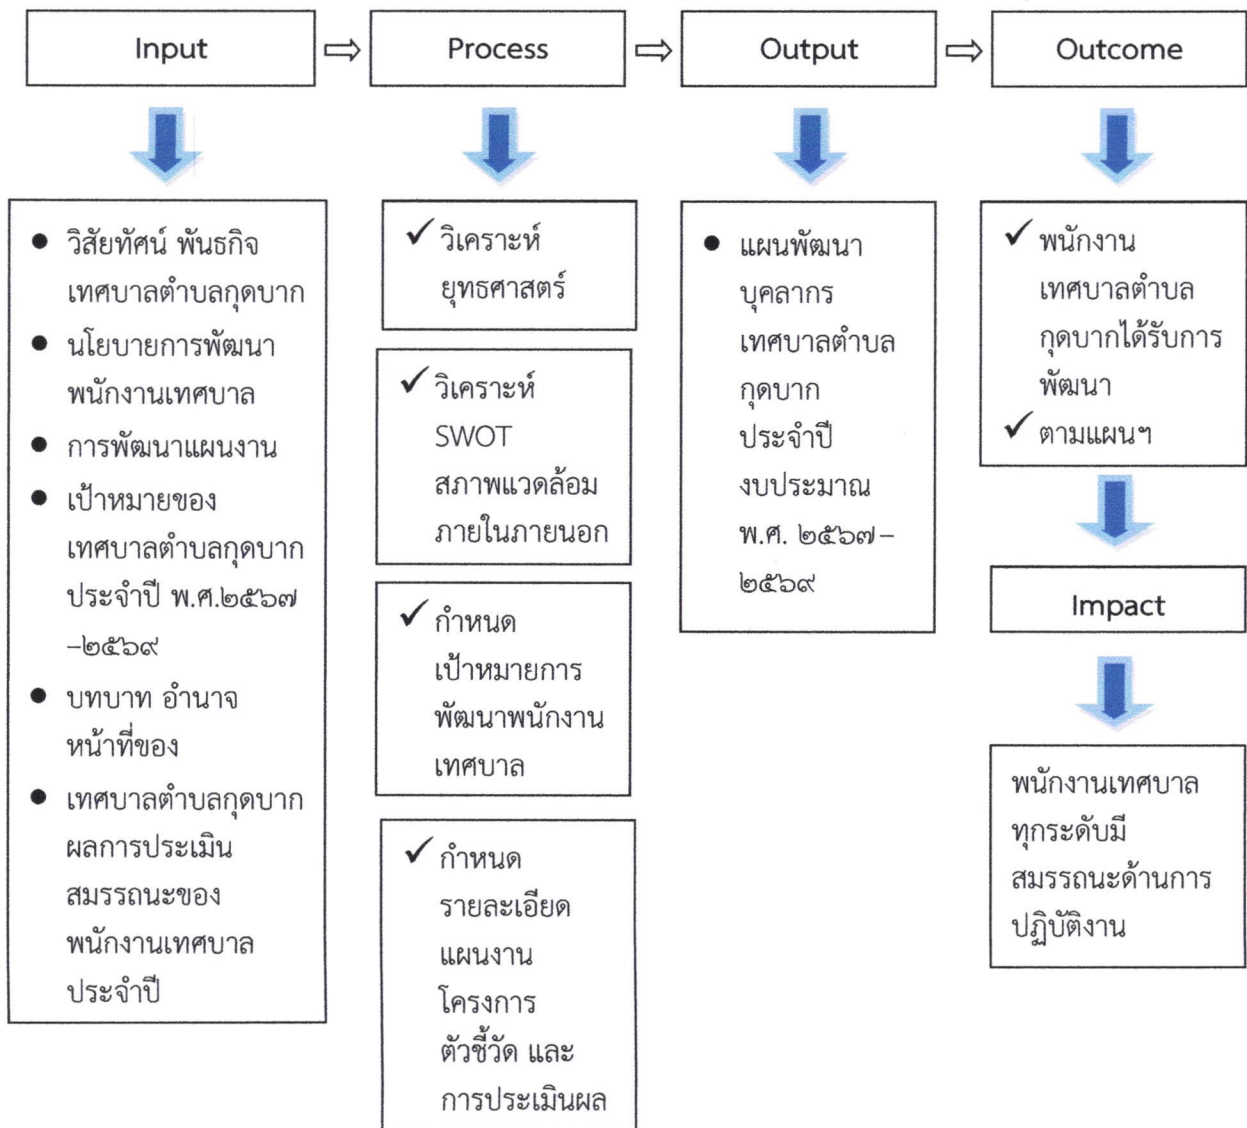 Input
Process
Output
Outcome
● วิสัยทัศน์ พันธกิจ
เทศบาลตำบลกุดบาก
● นโยบายการพัฒนา
พนักงานเทศบาล
● การพัฒนาแผนงาน
● เป้าหมายของ
เทศบาลตำบลกุดบาก
ประจำปี พ.ศ.๒๕๖๗
-๒๕๖๙
● บทบาท อำนาจ
หน้าที่ของ
● เทศบาลตำบลกุดบาก
ผลการประเมิน
สมรรถนะของ
พนักงานเทศบาล
ประจำปี
✓ วิเคราะห์
ยุทธศาสตร์
✓ วิเคราะห์
SWOT
สภาพแวดล้อม
ภายในภายนอก
✓ กำหนด
เป้าหมายการ
พัฒนาพนักงาน
เทศบาล
✓ กำหนด
รายละเอียด
แผนงาน
โครงการ
ตัวชี้วัด และ
การประเมินผล
● แผนพัฒนา
บุคลากร
เทศบาลตำบล
กุดบาก
ประจำปี
งบประมาณ
พ.ศ. ๒๕๖๗ –
๒๕๖๙
✓ พนักงาน
เทศบาลตำบล
กุดบากได้รับการ
พัฒนา
✓ ตามแผนฯ
Impact
พนักงานเทศบาล
ทุกระดับมี
สมรรถนะด้านการ
ปฏิบัติงาน